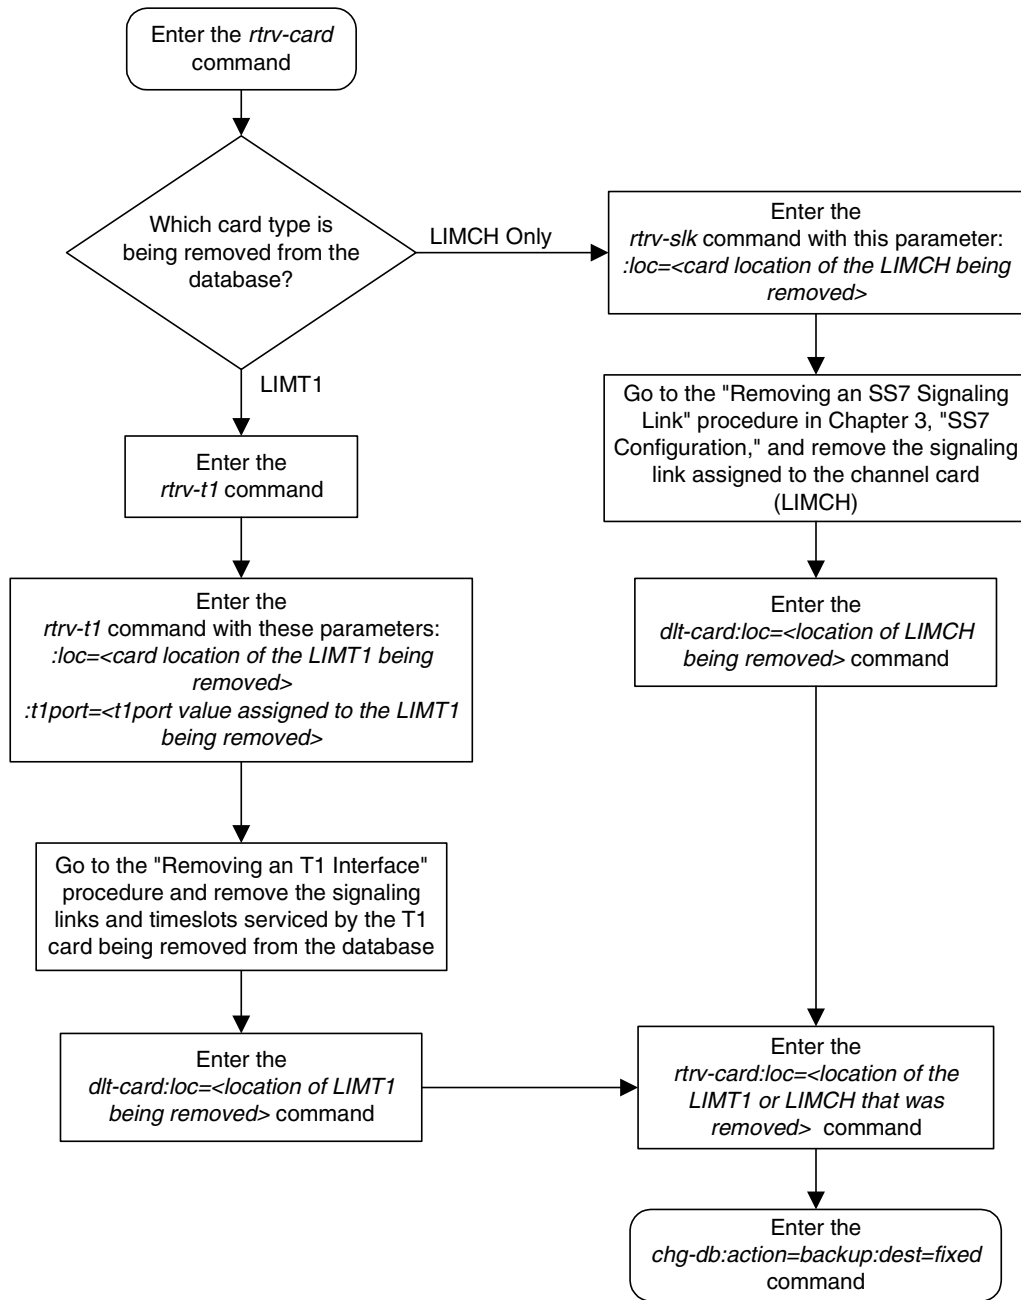 Enter the rtrv-card
command
Which card type is
being removed from the
database?
LIMCH Only
LIMT1
Enter the
rtrv-slk command with this parameter:
:loc=<card location of the LIMCH being
removed>
Go to the "Removing an SS7 Signaling
Link" procedure in Chapter 3, "SS7
Configuration," and remove the signaling
link assigned to the channel card
(LIMCH)
Enter the
dlt-card:loc=<location of LIMCH
being removed> command
Enter the
rtrv-t1 command
Enter the
rtrv-t1 command with these parameters:
:loc=<card location of the LIMT1 being
removed>
:t1port=<t1port value assigned to the LIMT1
being removed>
Go to the "Removing an T1 Interface"
procedure and remove the signaling
links and timeslots serviced by the T1
card being removed from the database
Enter the
dlt-card:loc=<location of LIMT1
being removed> command
Enter the
rtrv-card:loc=<location of the
LIMT1 or LIMCH that was
removed> command
Enter the
chg-db:action=backup:dest=fixed
command